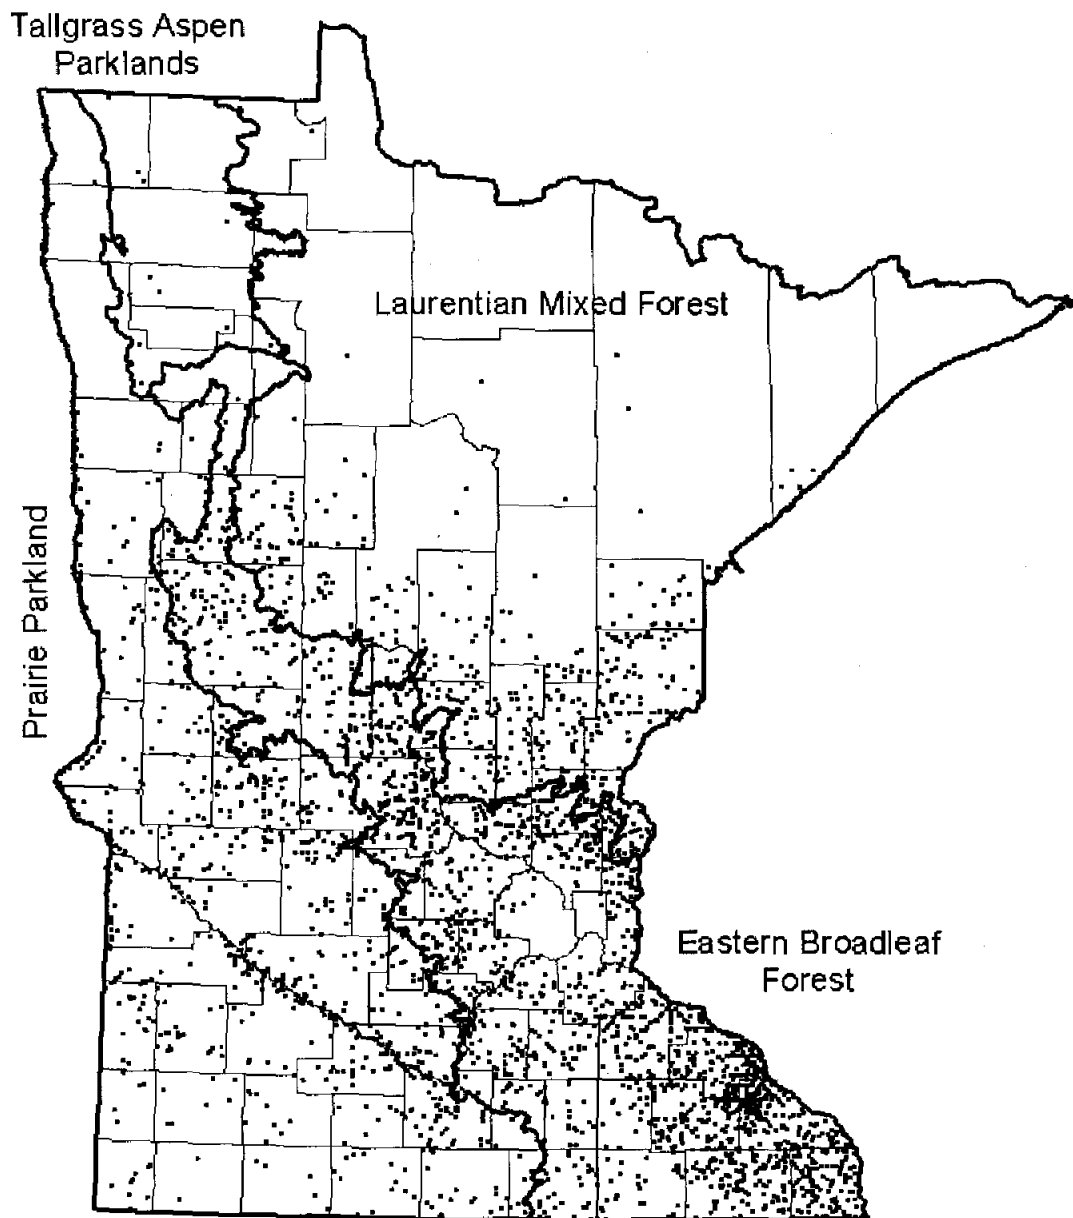 Tallgrass Aspen
Parklands
Laurentian Mixed Forest
Prairie Parkland
Eastern Broadleaf
Forest